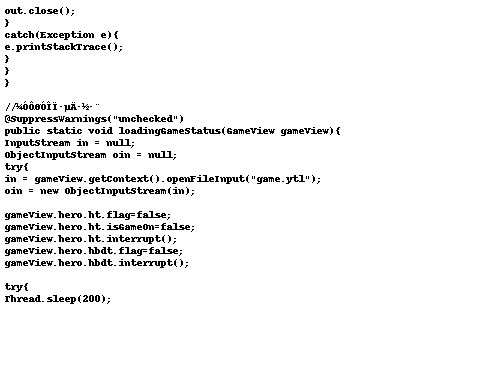 out.close();
}
catch(Exception e){
e.printStackTrace();
}
}
}
//¼ÓÔØÓÎÏ·µÄ·½·¨
@SuppressWarnings("unchecked")
public static void loadingGameStatus(GameView gameView){
InputStream in = null;
ObjectInputStream oin = null;
try{
in = gameView.getContext().openFileInput("game.ytl");
oin = new ObjectInputStream(in);
gameView.hero.ht.flag=false;
gameView.hero.ht.isGameOn=false;
gameView.hero.ht.interrupt();
gameView.hero.hbdt.flag=false;
gameView.hero.hbdt.interrupt();
try{
Thread.sleep(200);